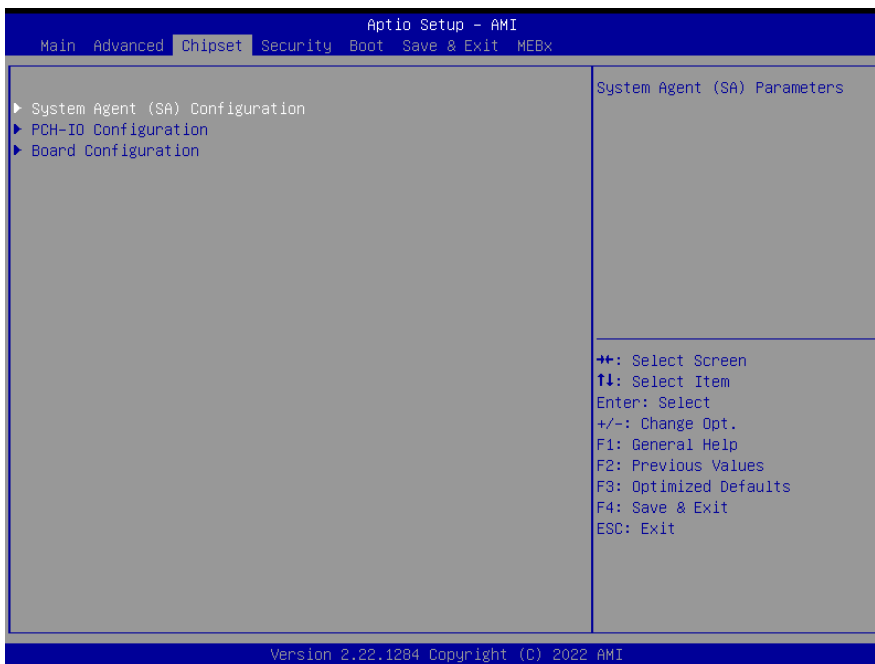 Aptio Setup – AMI
Main Advanced Chipset Security Boot Save & Exit MEBx
System Agent (SA) Configuration
PCH-IO Configuration
Board Configuration
System Agent (SA) Parameters
→←: Select Screen
↑↓: Select Item
Enter: Select
+/-: Change Opt.
F1: General Help
F2: Previous Values
F3: Optimized Defaults
F4: Save & Exit
ESC: Exit
Version 2.22.1284 Copyright (C) 2022 AMI